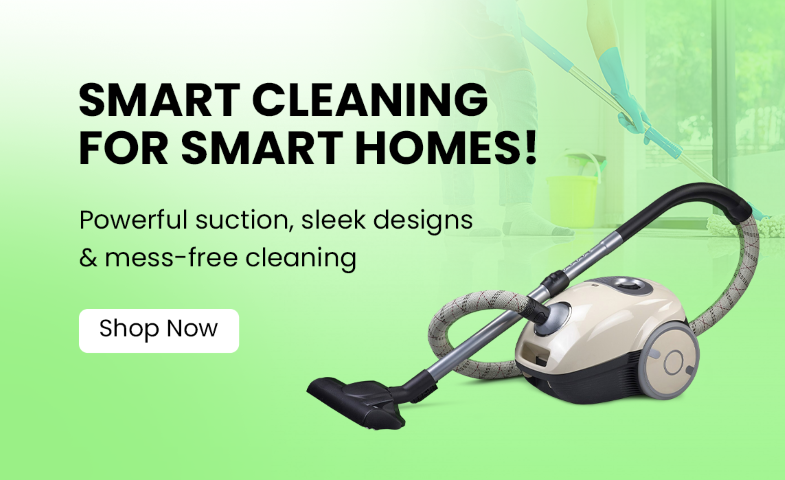 SMART CLEANING
FOR SMART HOMES!
Powerful suction, sleek designs
& mess-free cleaning
Shop Now